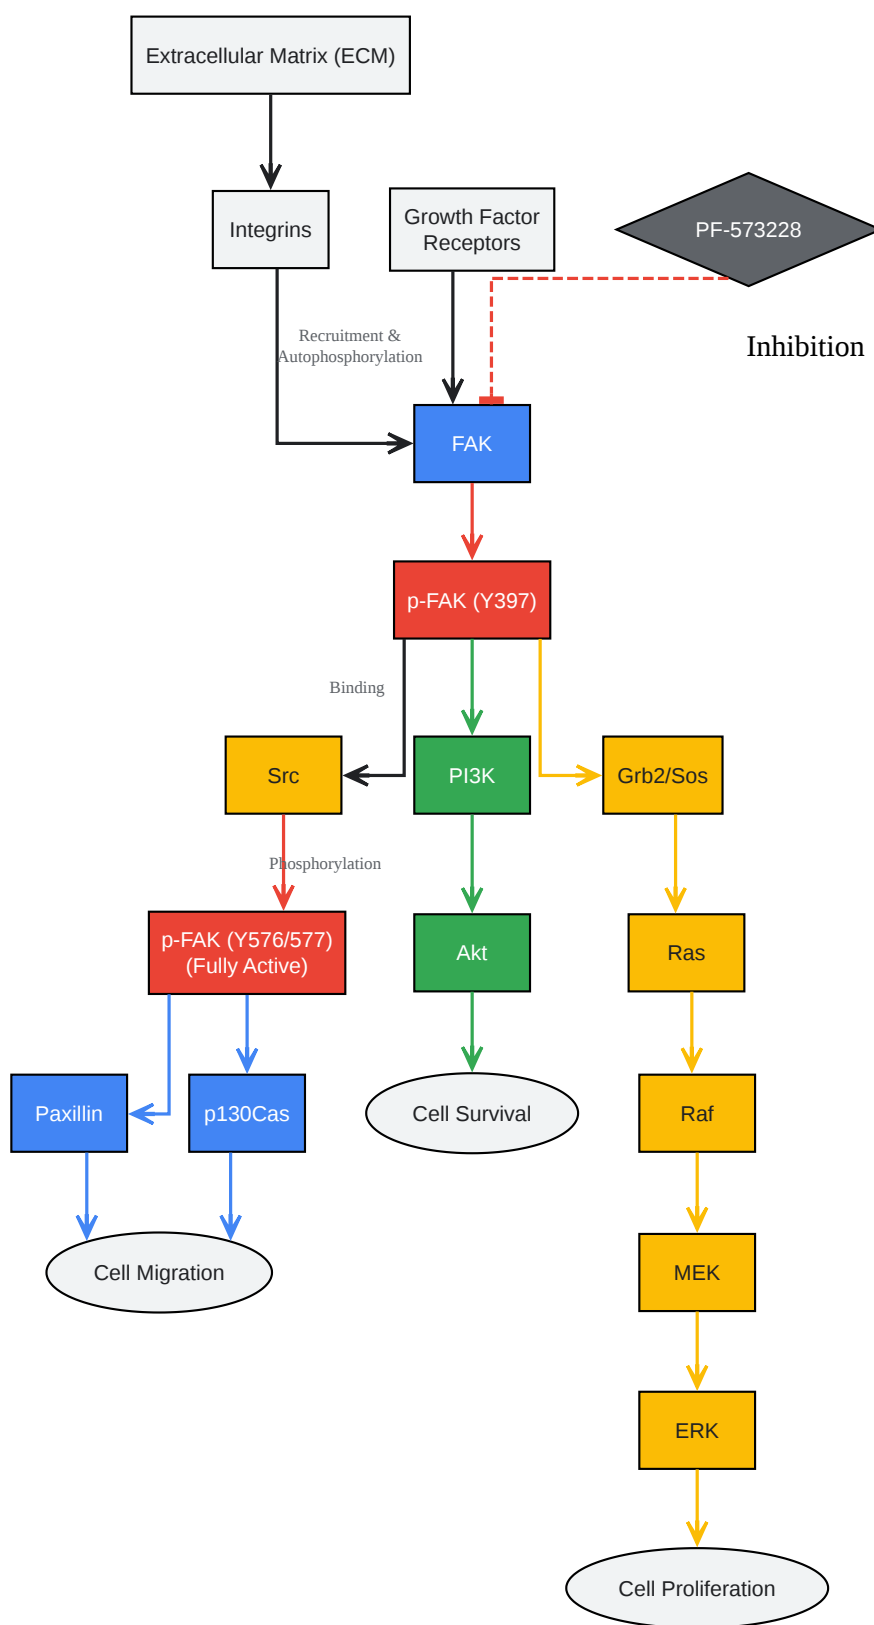 Extracellular Matrix (ECM)
Integrins
Growth Factor
Receptors
PF-573228
Recruitment &
Autophosphorylation
Inhibition
FAK
p-FAK (Y397)
Binding
Src
PI3K
Grb2/Sos
Phosphorylation
p-FAK (Y576/577)
(Fully Active)
Akt
Ras
Paxillin
p130Cas
Cell Survival
Raf
Cell Migration
MEK
ERK
Cell Proliferation